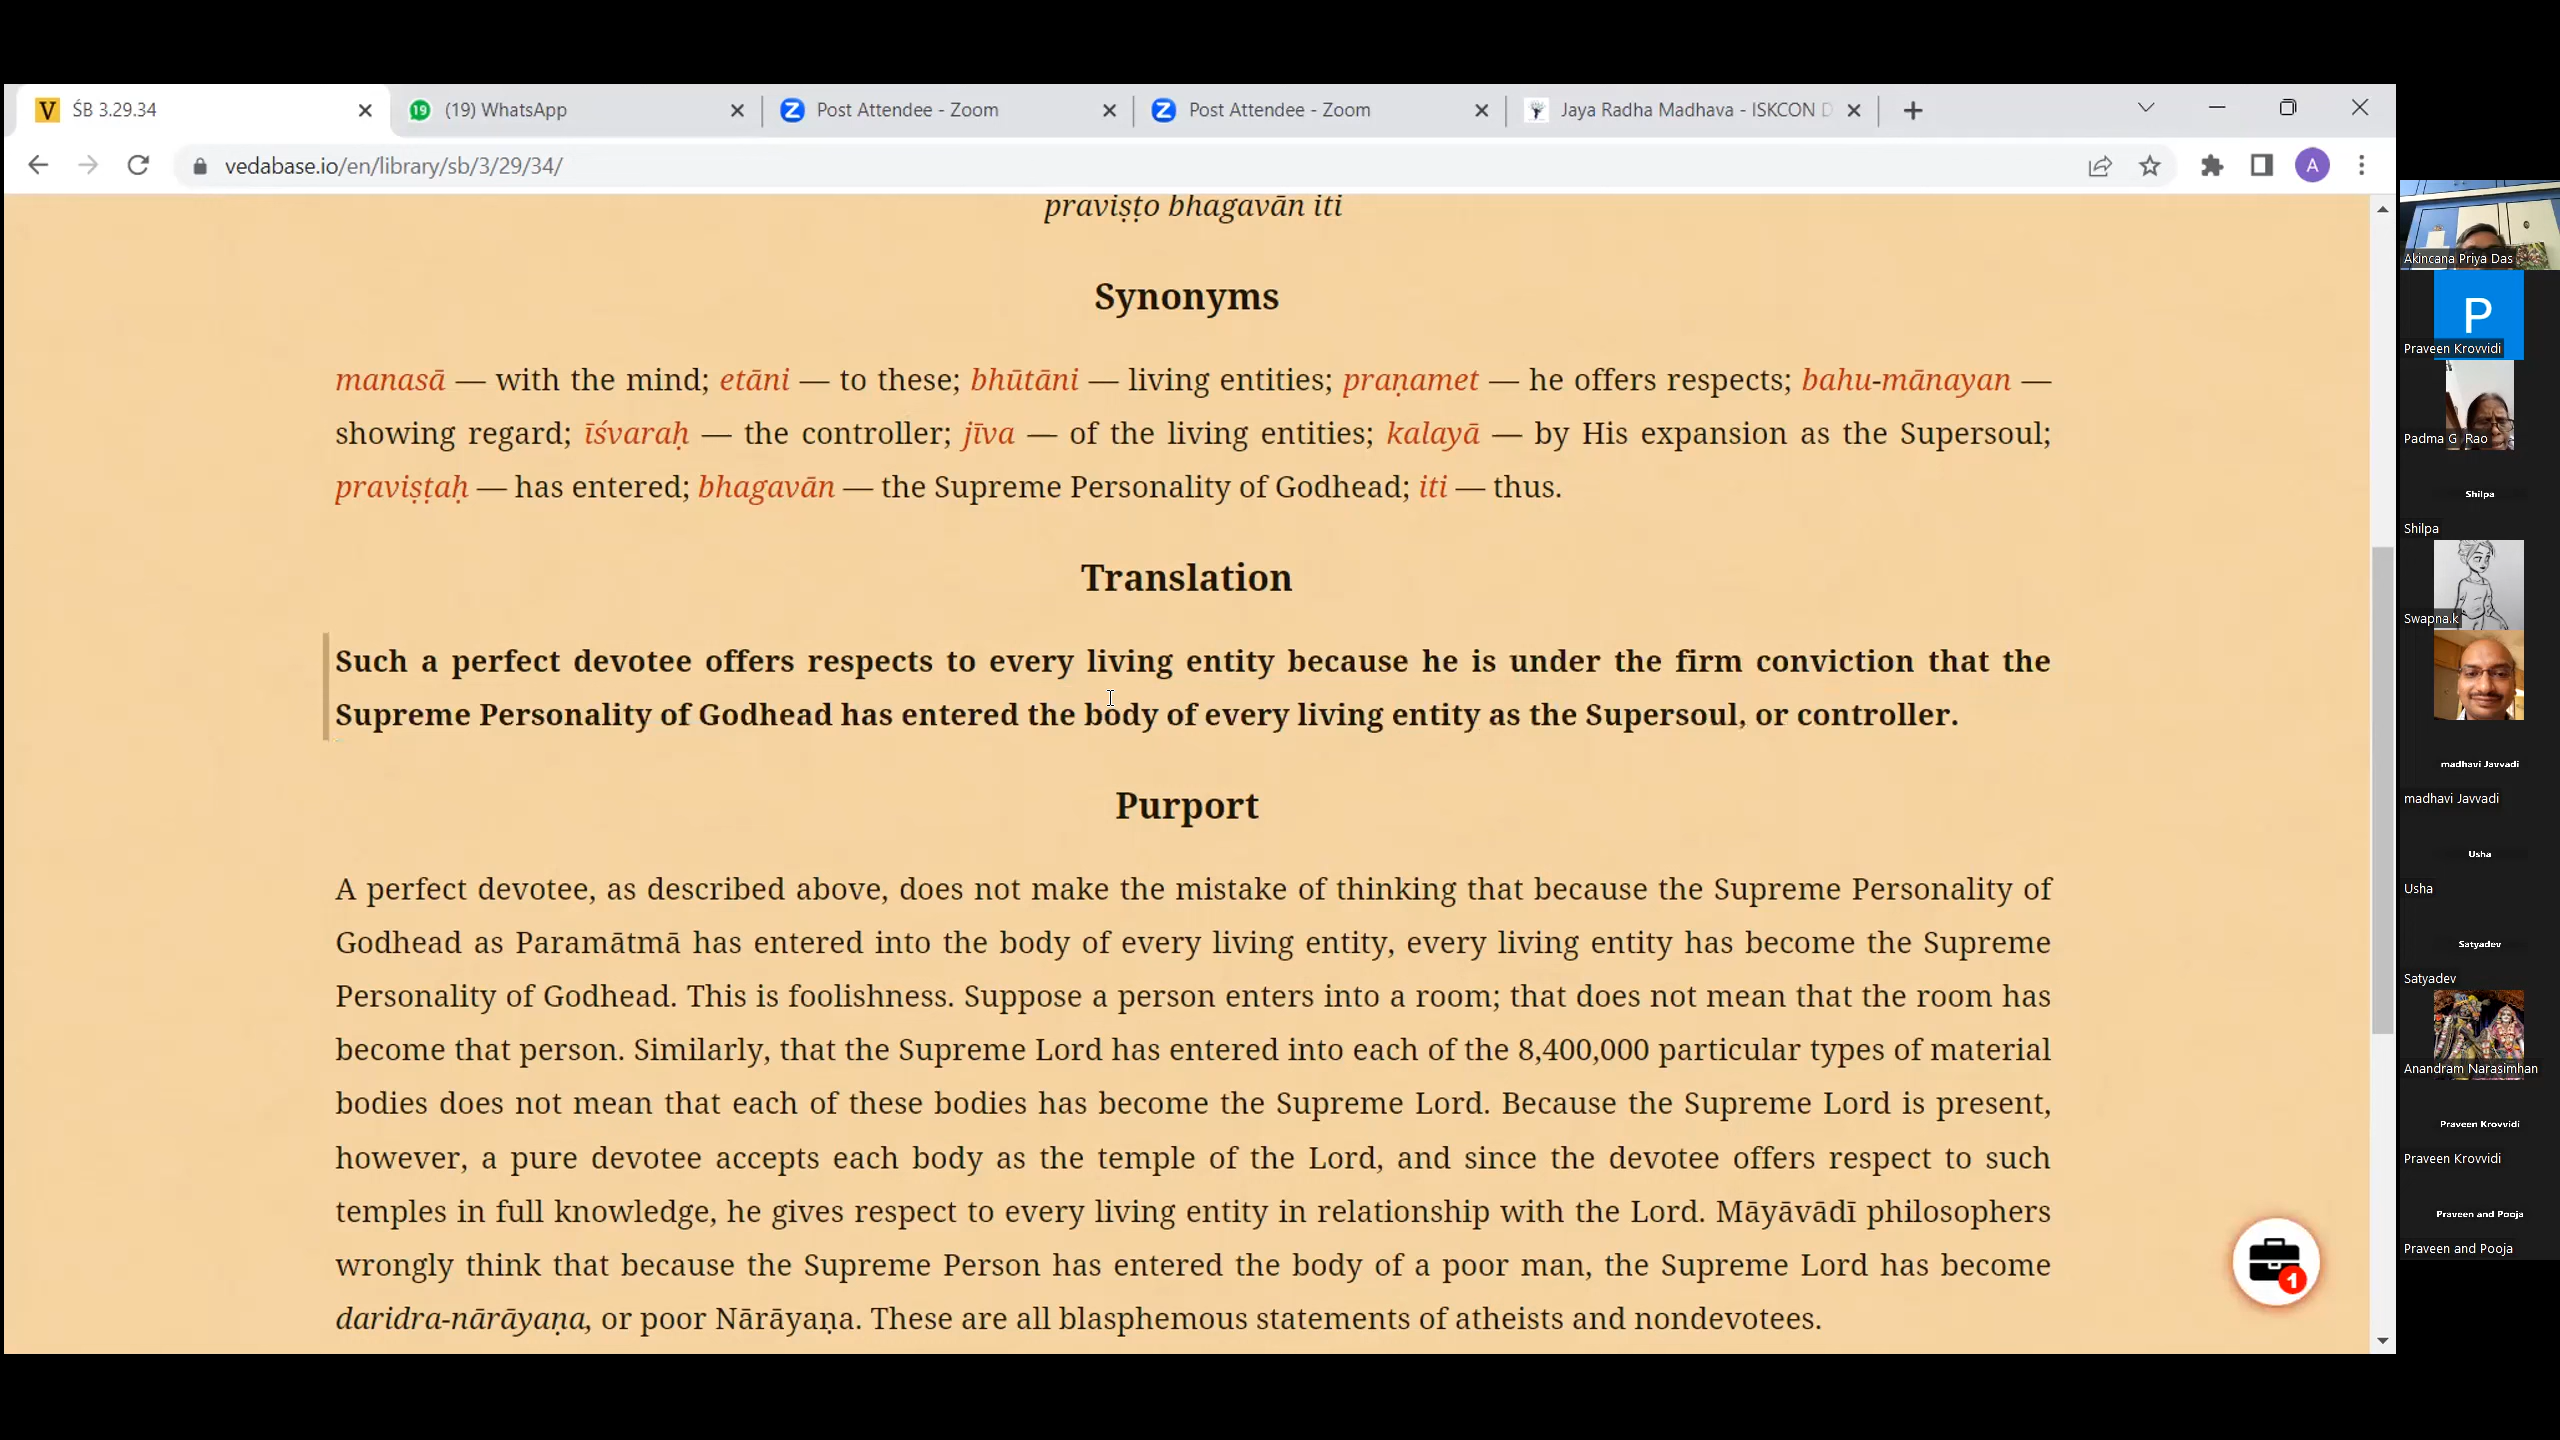 ŚB 3.29.34
19
(19) WhatsApp
Post Attendee - Zoom
Post Attendee - Zoom
Jaya Radha Madhava - ISKCON D
vedabase.io/en/library/sb/3/29/34/
A
praviṣṭo bhagavān iti
Synonyms
manasā — with the mind; etāni — to these; bhūtāni — living entities; praṇamet — he offers respects; bahu-mānayan —
showing regard; īśvaraḥ — the controller; jīva — of the living entities; kalayā — by His expansion as the Supersoul;
praviṣṭaḥ — has entered; bhagavān — the Supreme Personality of Godhead; iti — thus.
Translation
Such a perfect devotee offers respects to every living entity because he is under the firm conviction that the
Supreme Personality of Godhead has entered the body of every living entity as the Supersoul, or controller.
Purport
A perfect devotee, as described above, does not make the mistake of thinking that because the Supreme Personality of
Godhead as Paramātmā has entered into the body of every living entity, every living entity has become the Supreme
Personality of Godhead. This is foolishness. Suppose a person enters into a room; that does not mean that the room has
become that person. Similarly, that the Supreme Lord has entered into each of the 8,400,000 particular types of material
bodies does not mean that each of these bodies has become the Supreme Lord. Because the Supreme Lord is present,
however, a pure devotee accepts each body as the temple of the Lord, and since the devotee offers respect to such
temples in full knowledge, he gives respect to every living entity in relationship with the Lord. Māyāvādī philosophers
wrongly think that because the Supreme Person has entered the body of a poor man, the Supreme Lord has become
daridra-nārāyaṇa, or poor Nārāyaṇa. These are all blasphemous statements of atheists and nondevotees.
1
Akincana Priya Das
P
Praveen Krovvidi
Padma G Rao
Shilpa
Shilpa
Swapna.k
madhavi Javvadi
madhavi Javvadi
Usha
Usha
Satyadev
Satyadev
Anandram Narasimhan
Praveen Krovvidi
Praveen Krovvidi
Praveen and Pooja
Praveen and Pooja